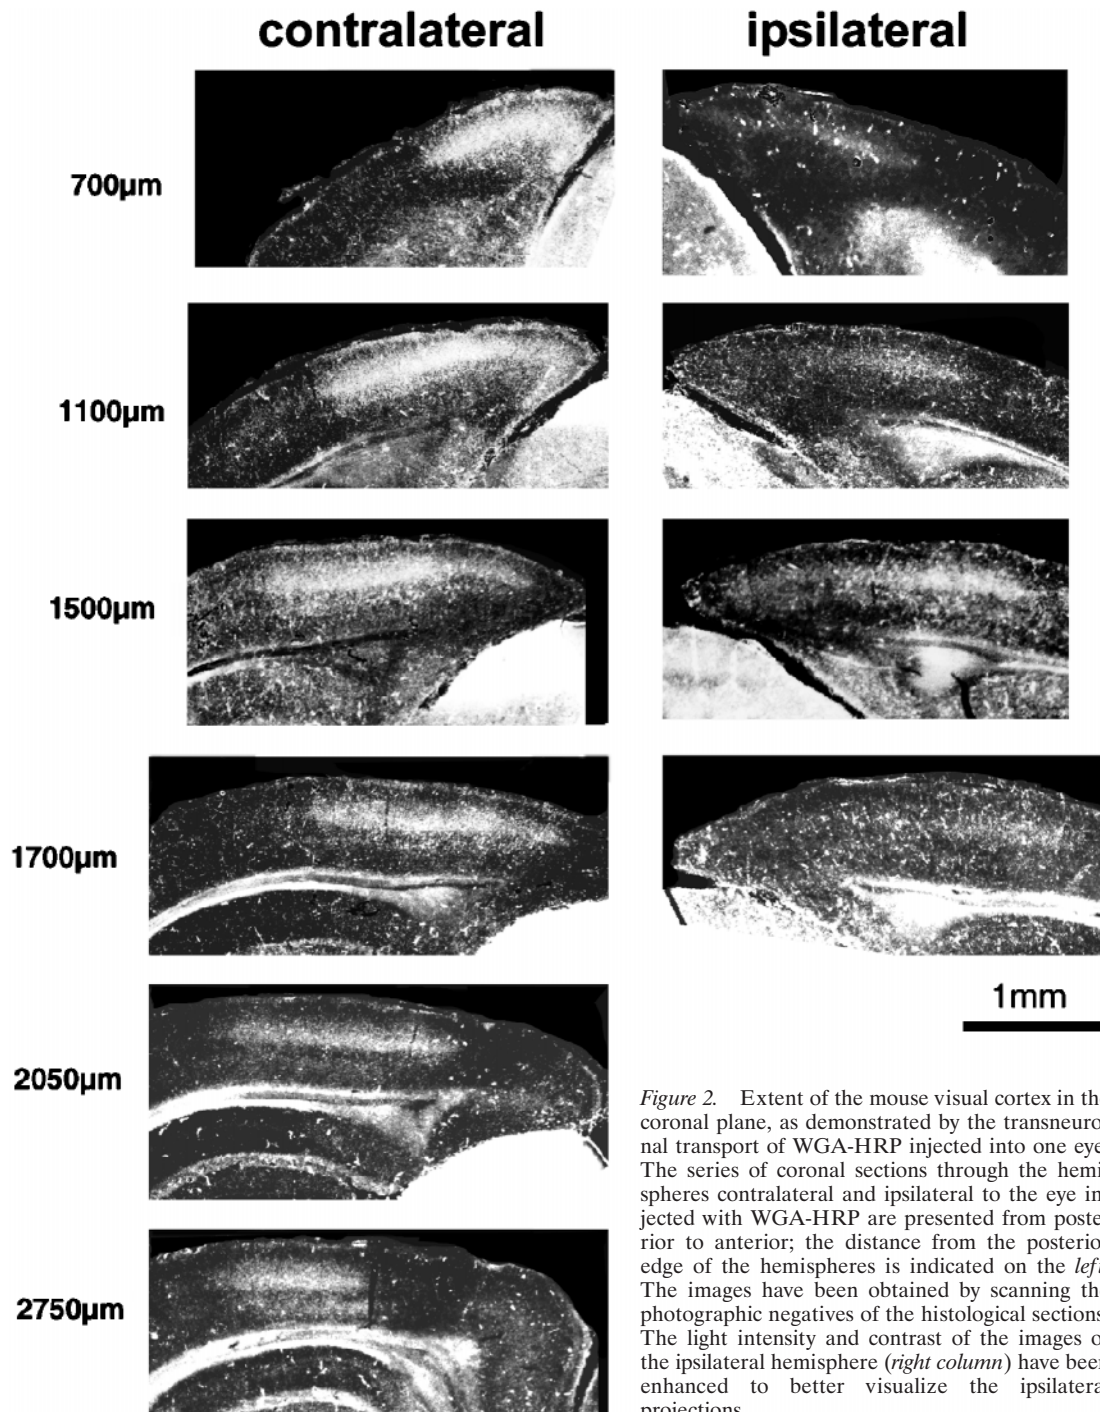 contralateral ipsilateral
700µm
1100µm
1500µm
1700µm
1mm
2050µm
2750µm
Figure 2. Extent of the mouse visual cortex in the
coronal plane, as demonstrated by the transneuro
nal transport of WGA-HRP injected into one eye
The series of coronal sections through the hemi
spheres contralateral and ipsilateral to the eye in
jected with WGA-HRP are presented from poste
rior to anterior; the distance from the posterio
edge of the hemispheres is indicated on the left
The images have been obtained by scanning th
photographic negatives of the histological sections
The light intensity and contrast of the images o
the ipsilateral hemisphere (right column) have been
enhanced to better visualize the ipsilatera
projections